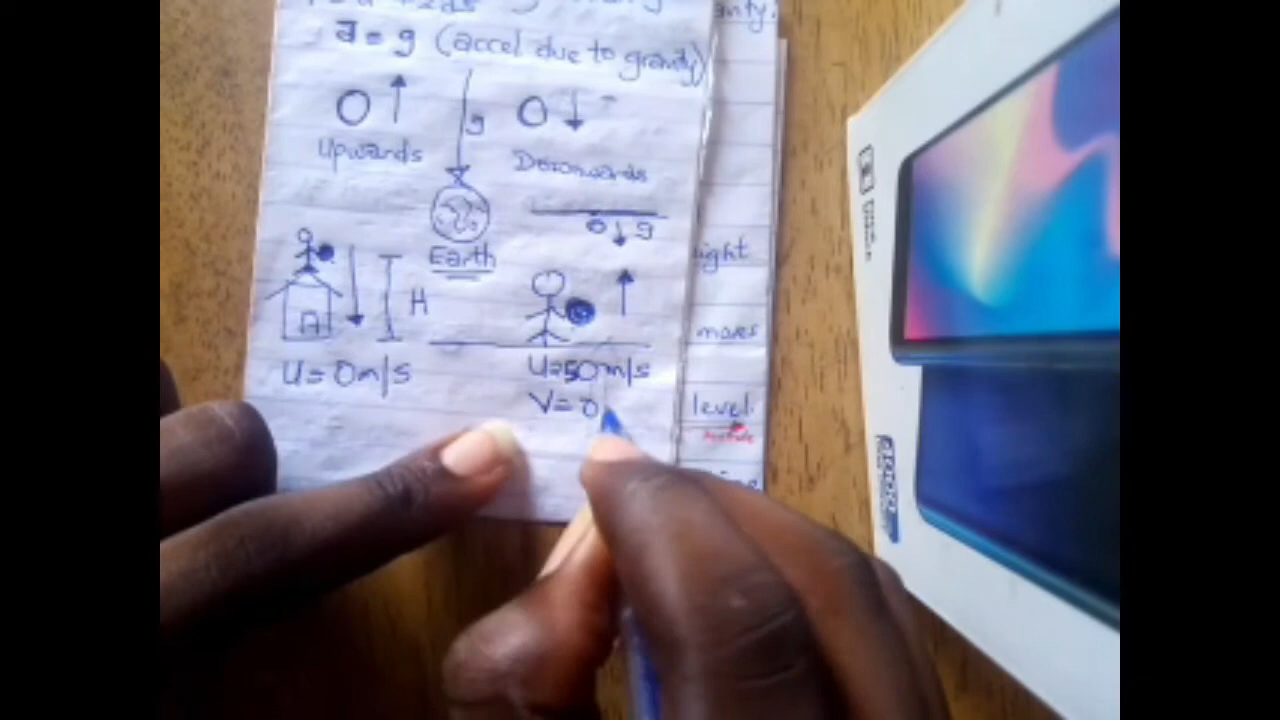 a = g (accel due to gravity)
g
Upwards
Downwards
g
Earth
H
U = 0m/s
U=50m/s
V= 0
ight
moves
level.